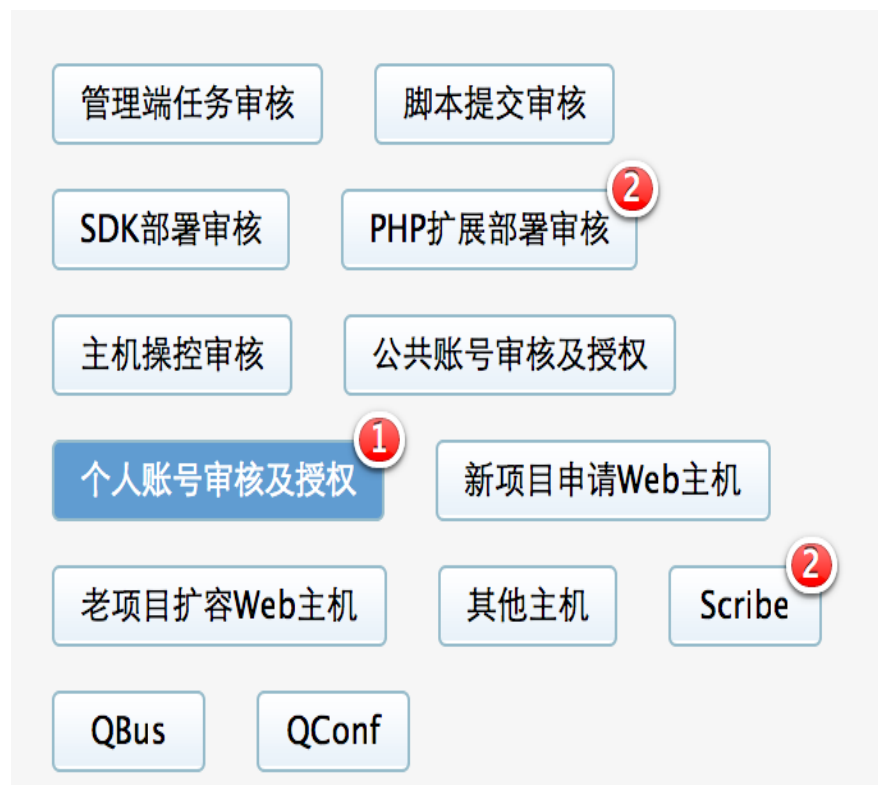 管理端任务审核 脚本提交审核
SDK部署审核 PHP扩展部署审核 2
主机操控审核 公共账号审核及授权
个人账号审核及授权 1 新项目申请Web主机
老项目扩容Web主机 其他主机 Scribe 2
QBus QConf